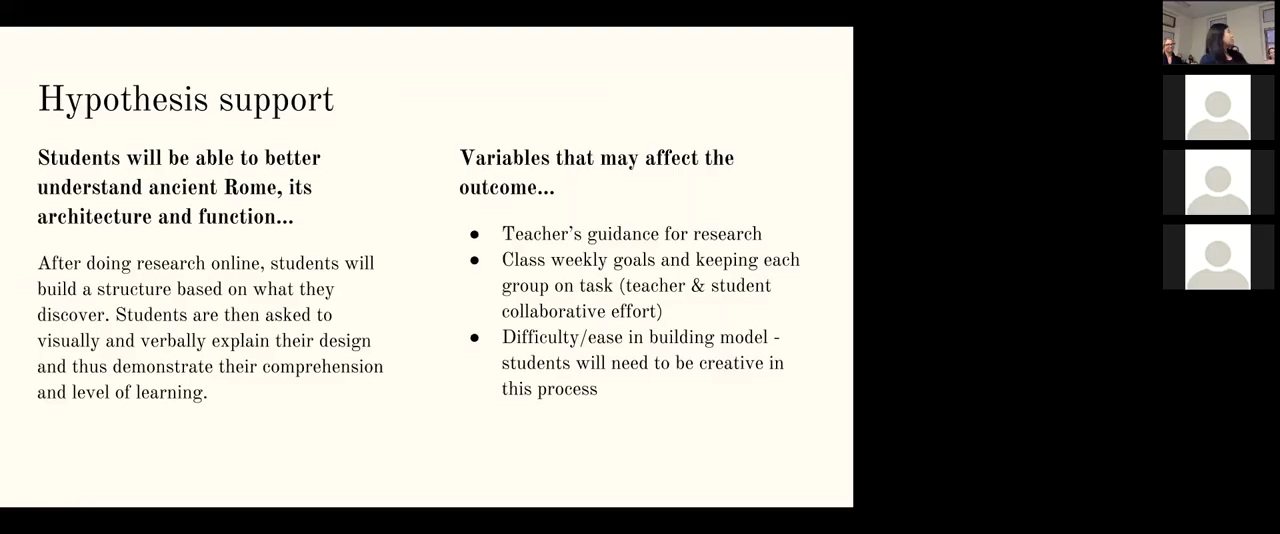 Hypothesis support
Students will be able to better
understand ancient Rome, its
architecture and function...
After doing research online, students will
build a structure based on what they
discover. Students are then asked to
visually and verbally explain their design
and thus demonstrate their comprehension
and level of learning.
Variables that may affect the
outcome...
● Teacher's guidance for research
● Class weekly goals and keeping each
group on task (teacher & student
collaborative effort)
● Difficulty/ease in building model -
students will need to be creative in
this process